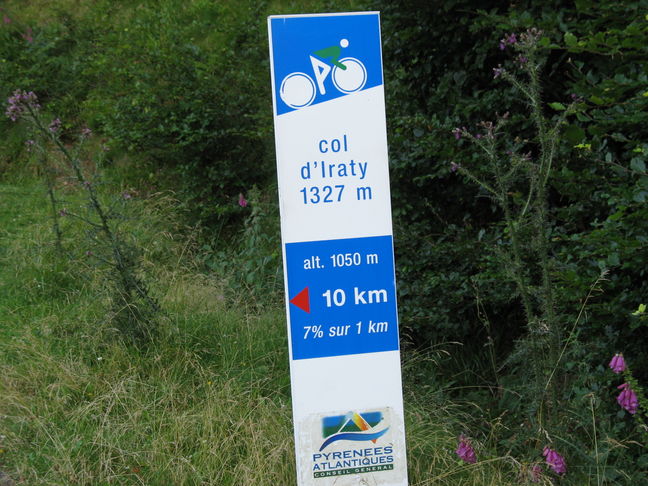 col
d'Iraty
1327 m
alt. 1050 m
10 km
7% sur 1 km
PYRENEES
ATLANTIQUES
CONSEIL GENERAL